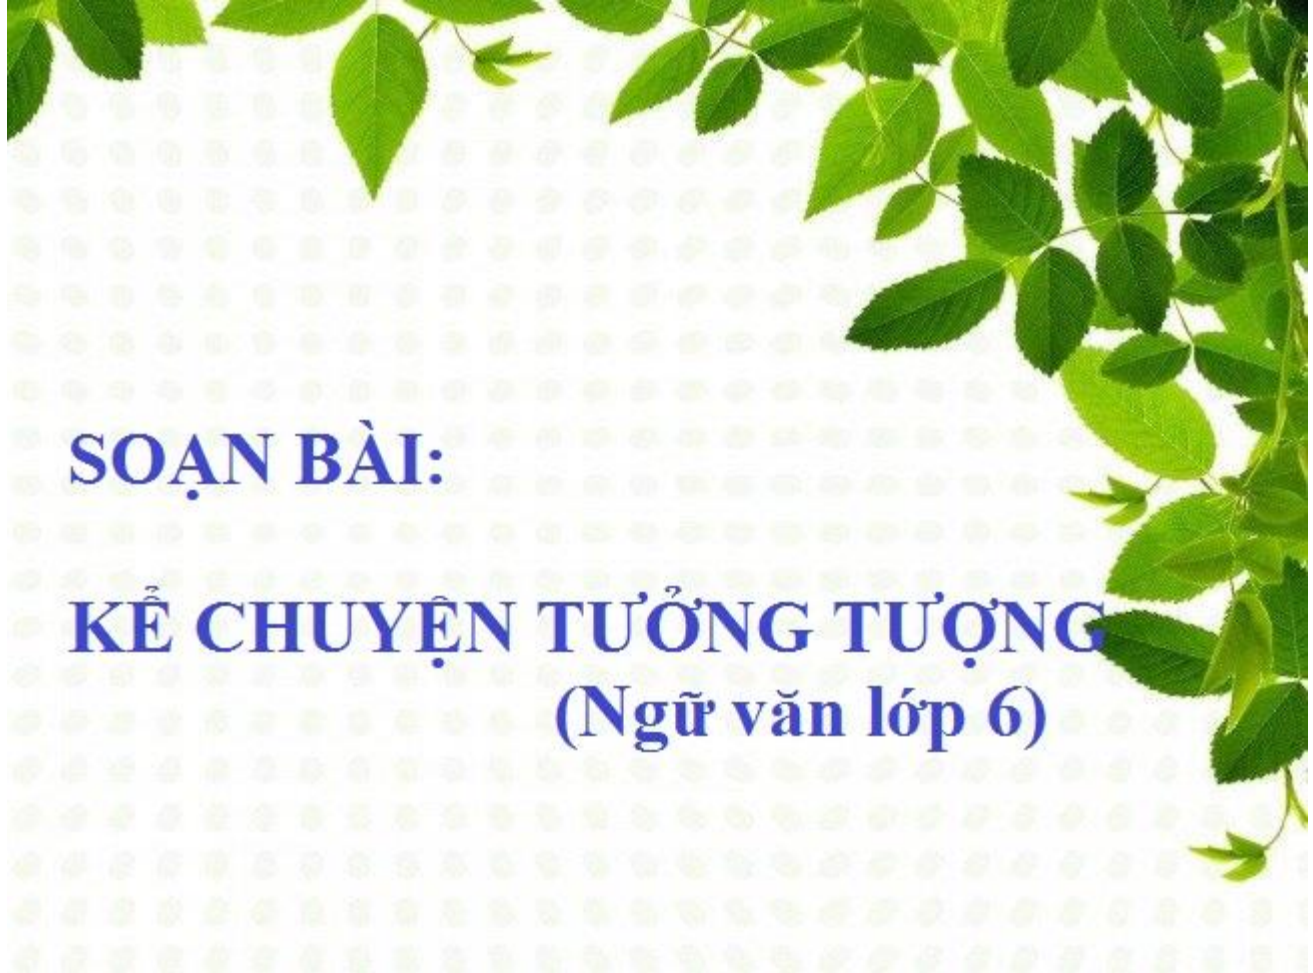 SOẠN BÀI:
KỂ CHUYỆN TƯỞNG TƯỢNG
(Ngữ văn lớp 6)